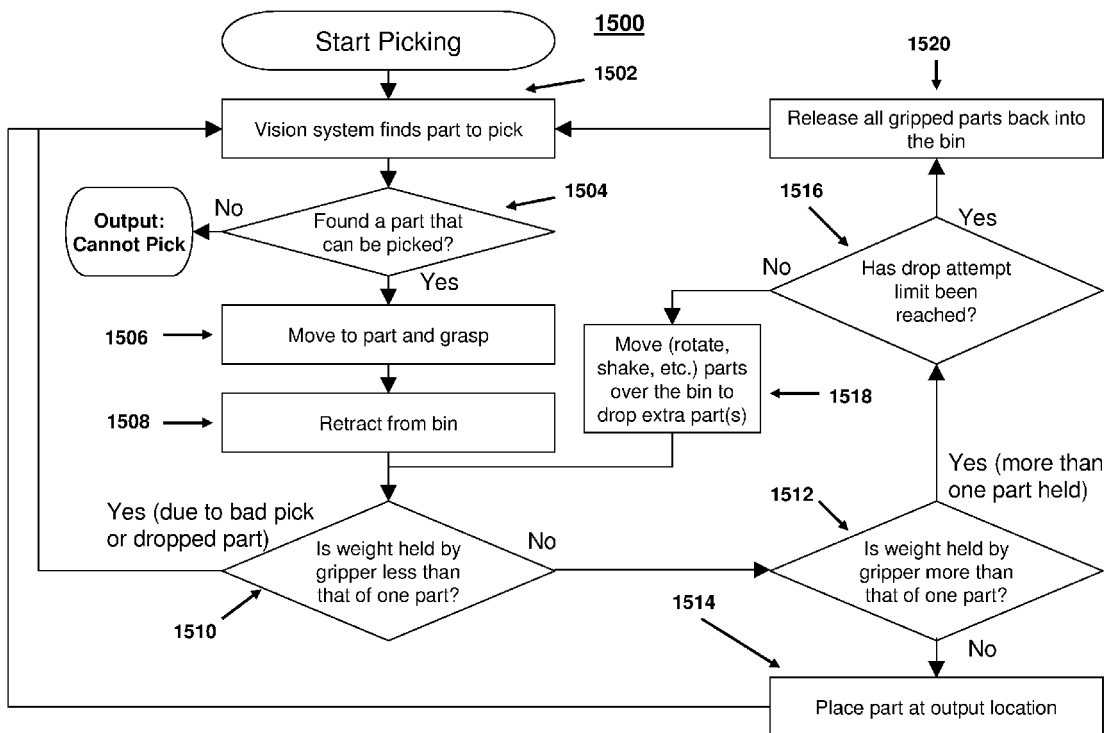 1500
Start Picking
1502
Vision system finds part to pick
1504
Found a part that
can be picked?
No
Output:
Cannot Pick
Yes
1506
Move to part and grasp
1508
Retract from bin
Yes (due to bad pick
or dropped part)
Is weight held by
gripper less than
that of one part?
1510
No
1512
Is weight held by
gripper more than
that of one part?
Yes (more than
one part held)
No
1514
Place part at output location
1516
Has drop attempt
limit been
reached?
No
Move (rotate,
shake, etc.) parts
over the bin to
drop extra part(s)
1518
Yes
1520
Release all gripped parts back into
the bin